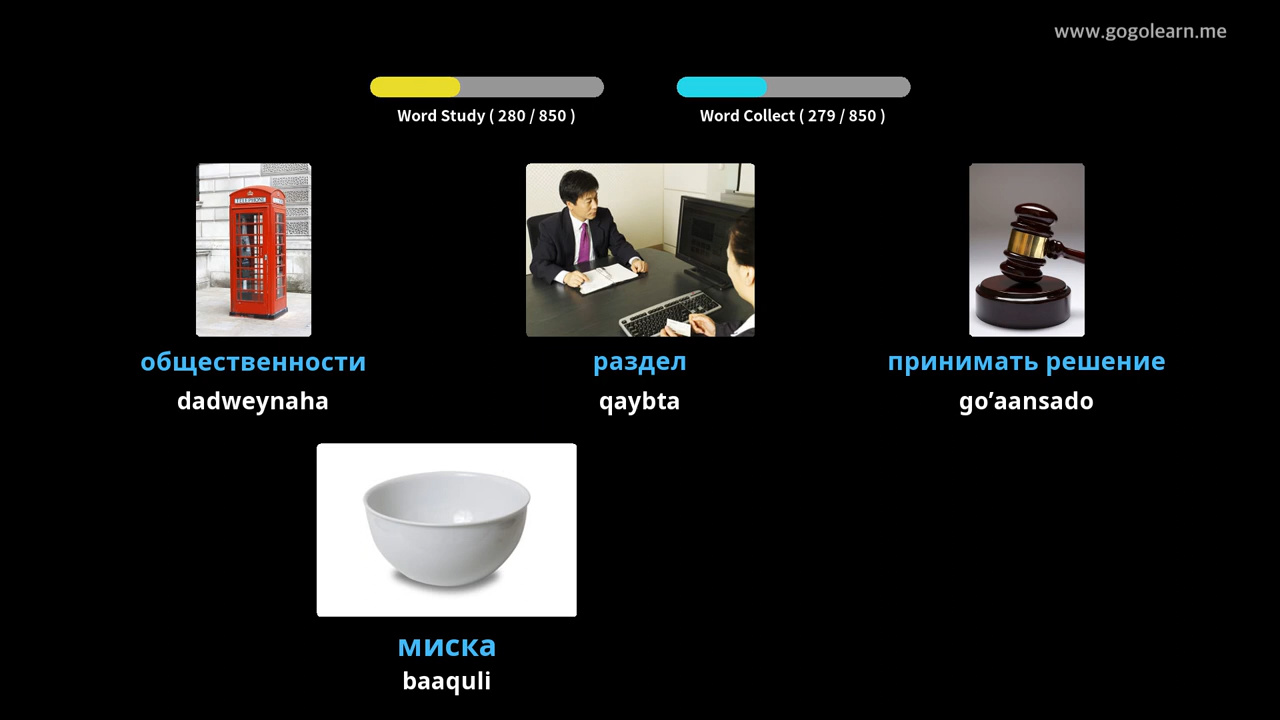 www.gogolearn.me
Word Study ( 280 / 850 )
Word Collect ( 279 / 850 )
TELEPHONE
общественности
dadweynaha
раздел
qaybta
принимать решение
go’aansado
миска
baaquli